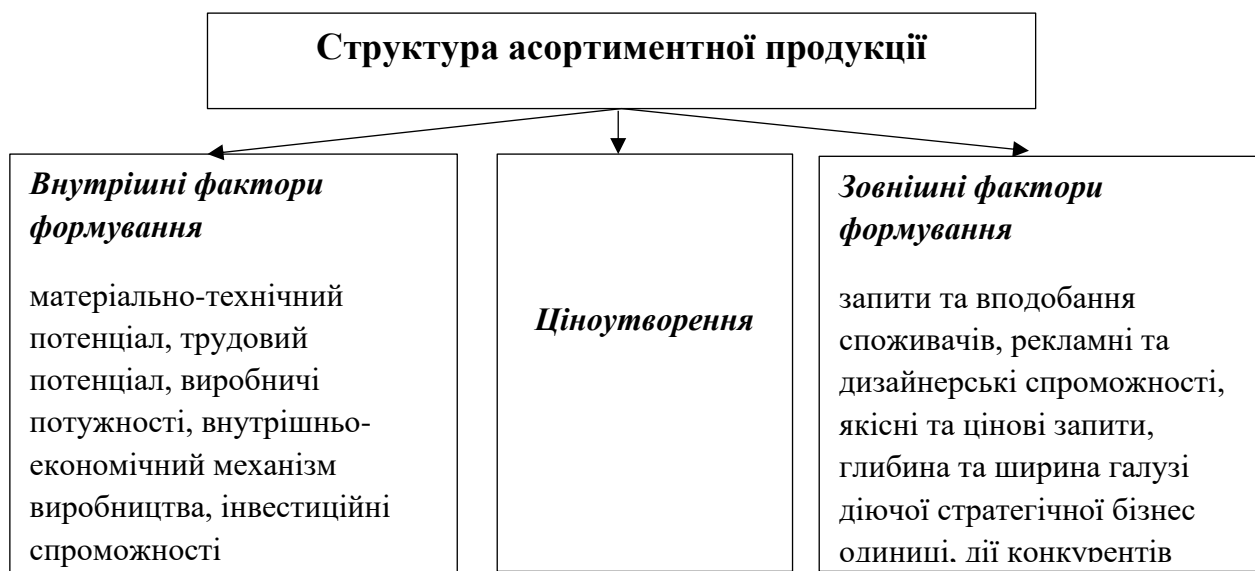 Структура асортиментної продукції
Внутрішні фактори
формування
матеріально-технічний
потенціал, трудовий
потенціал, виробничі
потужності, внутрішньо-
економічний механізм
виробництва, інвестиційні
спроможності
Ціноутворення
Зовнішні фактори
формування
запити та вподобання
споживачів, рекламні та
дизайнерські спроможності,
якісні та цінові запити,
глибина та ширина галузі
діючої стратегічної бізнес
одиниці, дії конкурентів